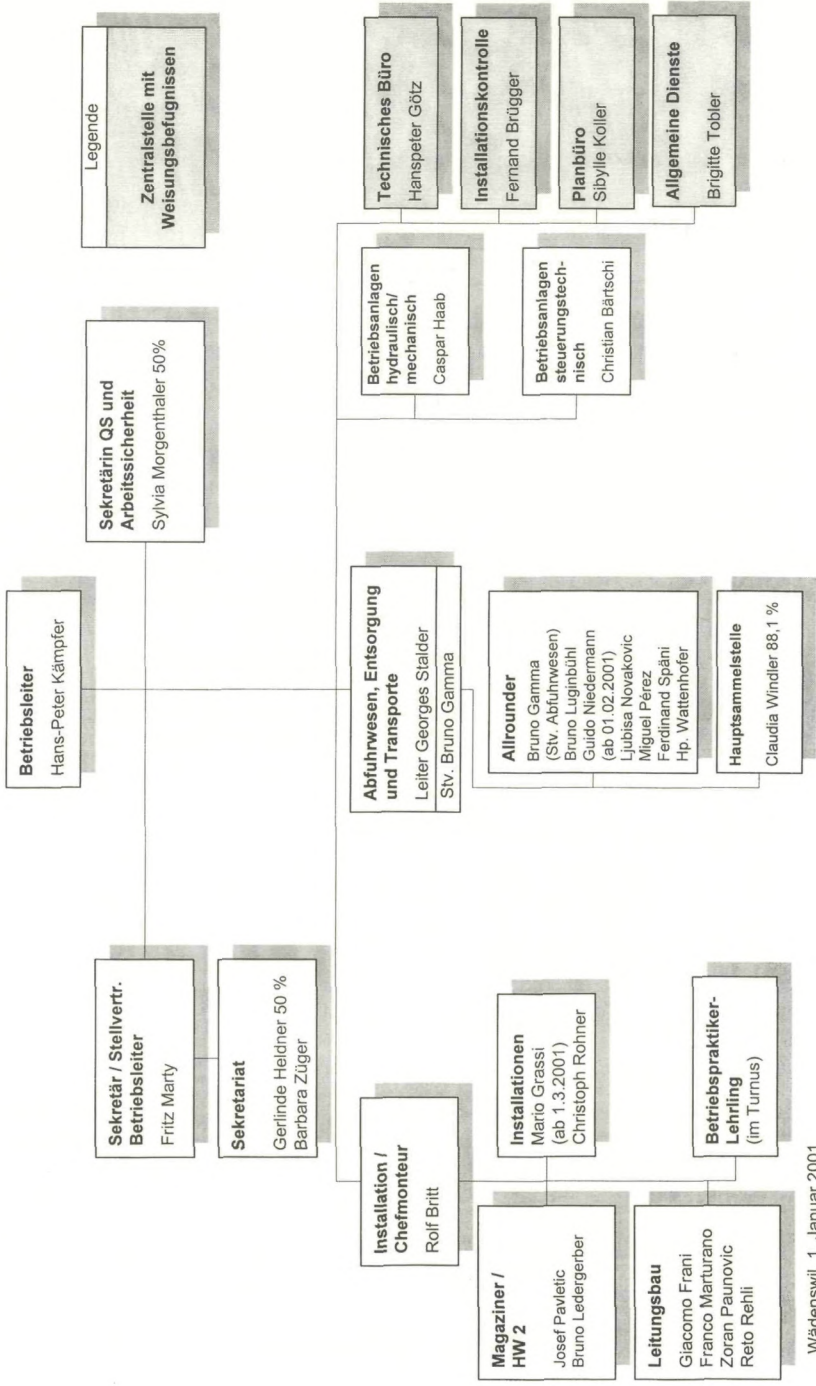 Betriebsleiter
Hans-Peter Kämpfer
Legende
Zentralstelle mit
Weisungsbefugnissen
Sekretär / Stellvertr.
Betriebsleiter
Fritz Marty
Sekretärin QS und
Arbeitssicherheit
Sylvia Morgenthaler 50%
Sekretariat
Gerlinde Heldner 50 %
Barbara Züger
Installation /
Chefmonteur
Rolf Britt
Abfuhrwesen, Entsorgung
und Transporte
Leiter Georges Stalder
Stv. Bruno Gamma
Betriebsanlagen
hydraulisch/
mechanisch
Caspar Haab
Technisches Büro
Hanspeter Götz
Magaziner /
HW 2
Josef Pavletic
Bruno Ledergerber
Installationen
Mario Grassi
(ab 1.3.2001)
Christoph Rohner
Allrounder
Bruno Gamma
(Stv. Abfuhrwesen)
Bruno Luginbühl
Guido Niedermann
(ab 01.02.2001)
Ljubisa Novakovic
Miguel Pérez
Ferdinand Späni
Hp. Wattenhofer
Betriebsanlagen
steuerungstech-
nisch
Christian Bärtschi
Installationskontrolle
Fernand Brügger
Planbüro
Sibylle Koller
Leitungsbau
Giacomo Frani
Franco Marturano
Zoran Paunovic
Reto Rehli
Betriebspraktiker-
Lehrling
(im Turnus)
Hauptsammelstelle
Claudia Windler 88,1 %
Allgemeine Dienste
Brigitte Tobler
Wädenswil, 1. Januar 2001